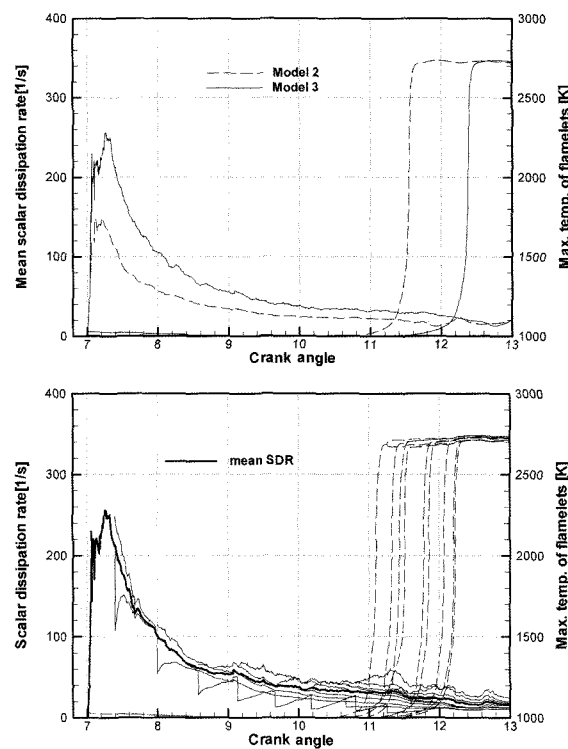 400
300
200
100
0
Mean scalar dissipation rate[1/s]
Model 2
Model 3
3000
2500
2000
1500
1000
Max. temp. of flamelets [K]
7 8 9 10 11 12 13
Crank angle
400
300
200
100
0
Scalar dissipation rate[1/s]
mean SDR
3000
2500
2000
1500
1000
Max. temp. of flamelets [K]
7 8 9 10 11 12 13
Crank angle